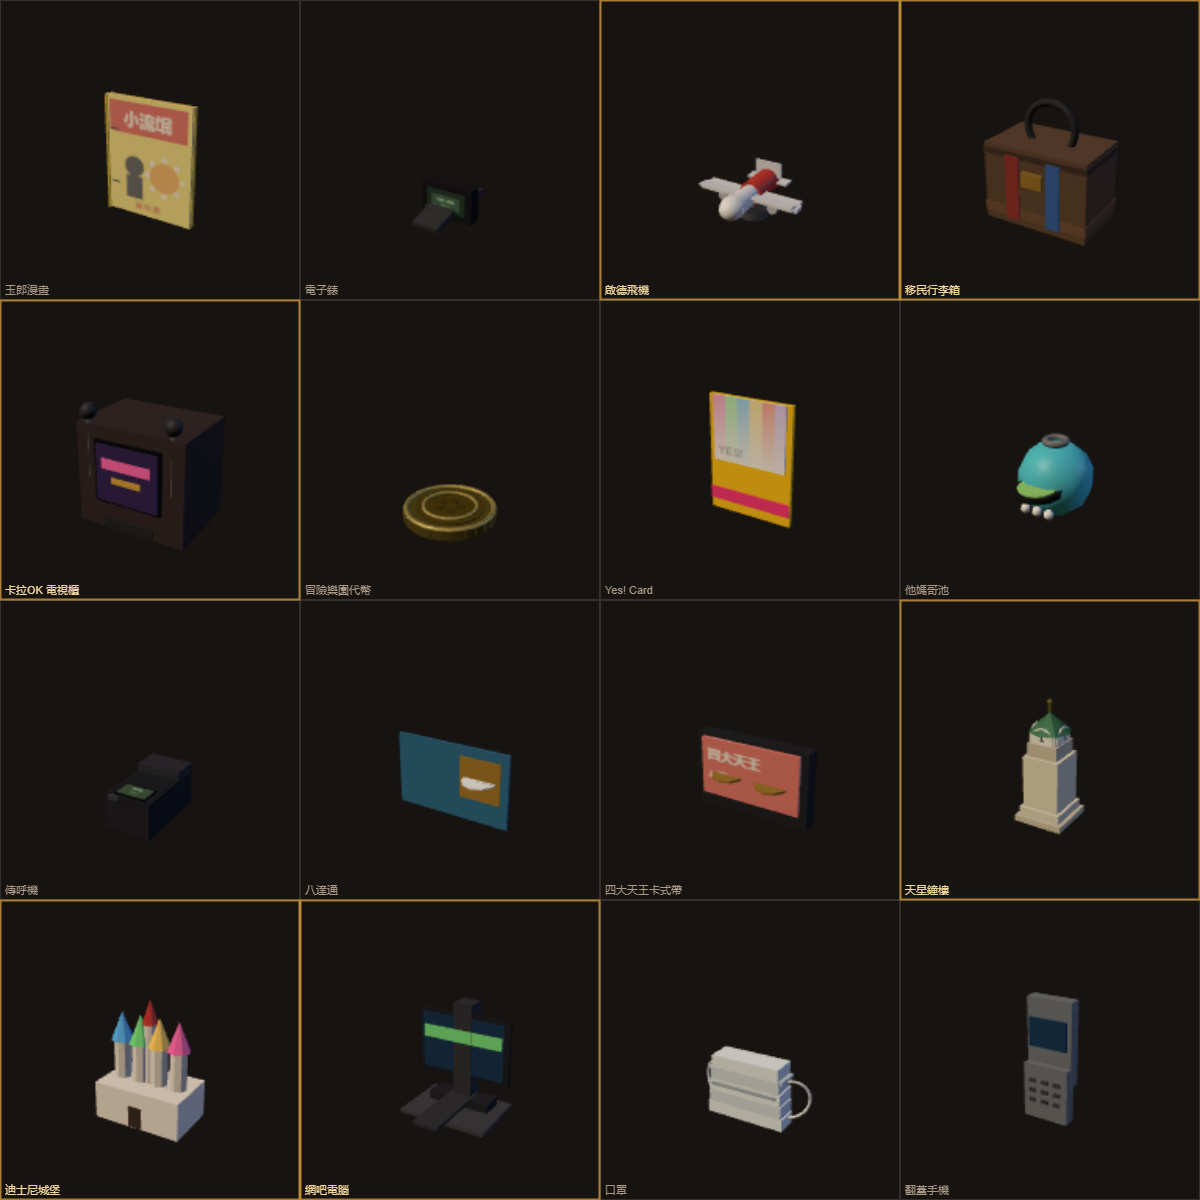 小流氓
玉郎漫畫
電子錶
啟德飛機
移民行李箱
卡拉OK 電視櫃
冒險樂園代幣
YES!
Yes! Card
他媽哥池
傳呼機
八達通
四大天王
四大天王卡式帶
天星鐘樓
迪士尼城堡
網吧電腦
口罩
翻蓋手機